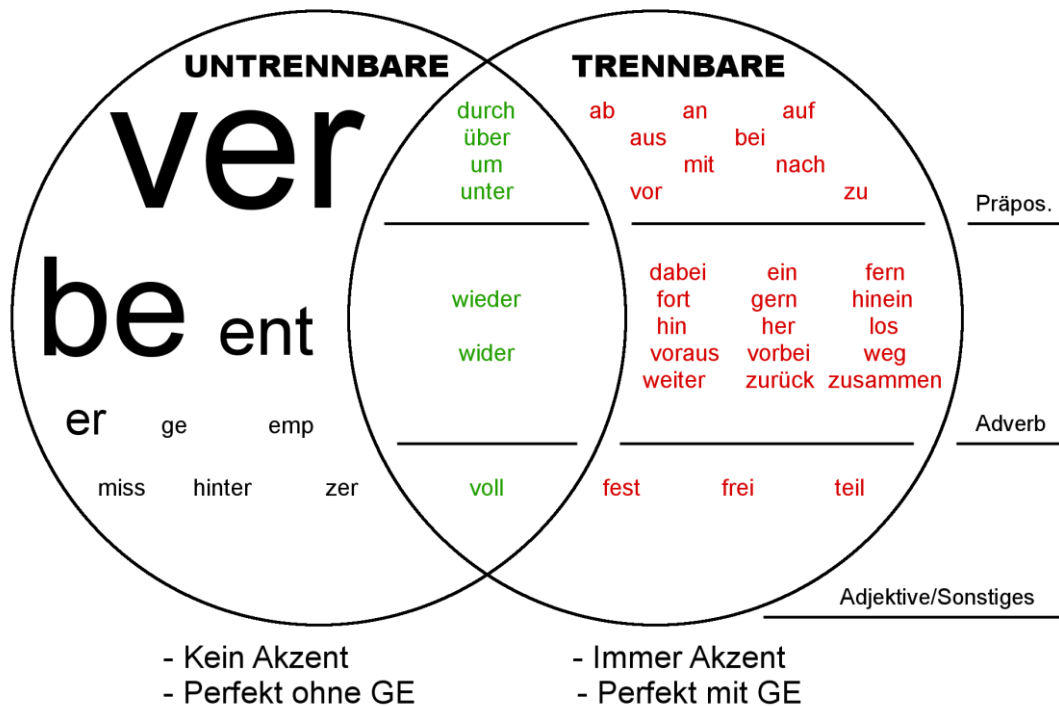 UNTRENNBARE TRENNBARE
ver
be ent
er ge emp
miss hinter zer
durch
über
um
unter
wieder
wider
voll
ab an auf
aus bei
mit nach
vor zu
Präpos.
dabei ein fern
fort gern hinein
hin her los
voraus vorbei weg
weiter zurück zusammen
Adverb
fest frei teil
Adjektive/Sonstiges
- Kein Akzent
- Perfekt ohne GE
- Immer Akzent
- Perfekt mit GE